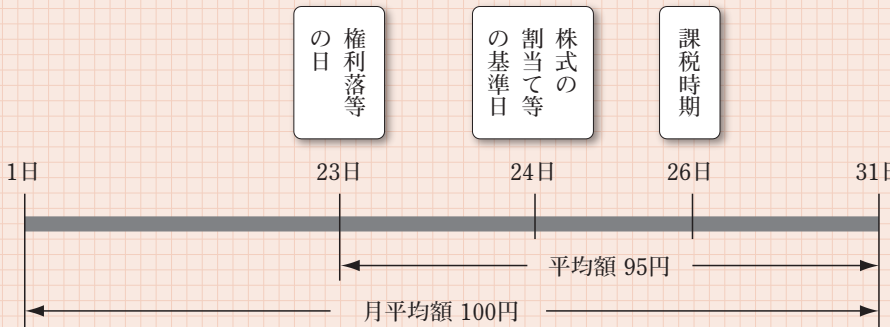 権利落等
の日
株式の
割当て等
の基準日
課税時期
1日
23日
24日
26日
31日
平均額 95円
月平均額 100円